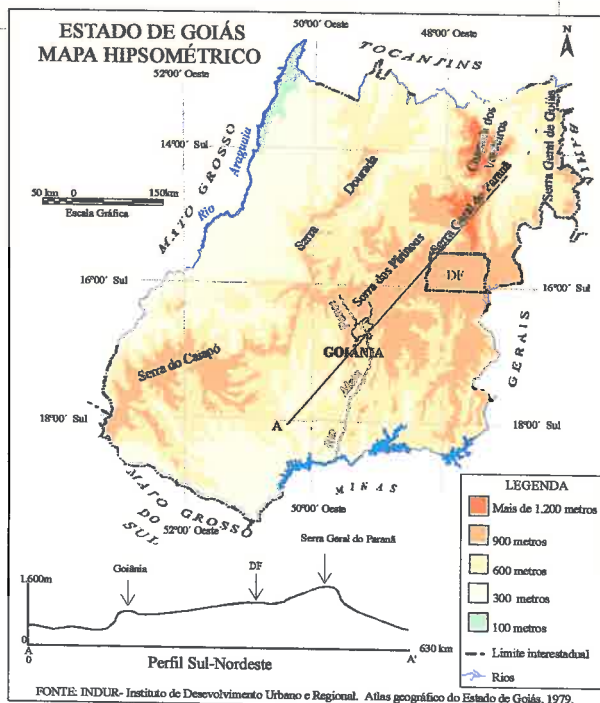 ESTADO DE GOIÁS
MAPA HIPSOMÉTRICO
50°00' Oeste
48°00' Oeste
52°00' Oeste
TOCANTINS
N
14°00' Sul
MATO GROSSO
Rio Araguaia
Serra Dourada
Serra Geral de Goiás
50 km 0 150km
Escala Gráfica
Serra Geral do Paranã
16°00' Sul
Serra dos Pirineus
DF
16°00' Sul
GOIÂNIA
GERAIS
Serra do Caiapó
18°00' Sul
A
18°00' Sul
MINAS
MATO GROSSO
DO
SUL
52°00' Oeste
50°00' Oeste
LEGENDA
Mais de 1.200 metros
900 metros
600 metros
300 metros
100 metros
Limite interestadual
Rios
Serra Geral do Paranã
Goiânia
DF
1,600m
0
A
0
A'
630 km
Perfil Sul-Nordeste
FONTE: INDUR- Instituto de Desevolvimento Urbano e Regional. Atlas geográfico do Estado de Goiás, 1979.